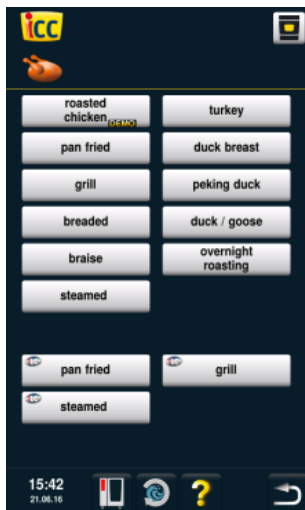 icc
roasted
chicken DEMO
turkey
pan fried
duck breast
grill
peking duck
breaded
duck / goose
braise
overnight
roasting
steamed
pan fried
grill
steamed
15:42
21.06.16
?